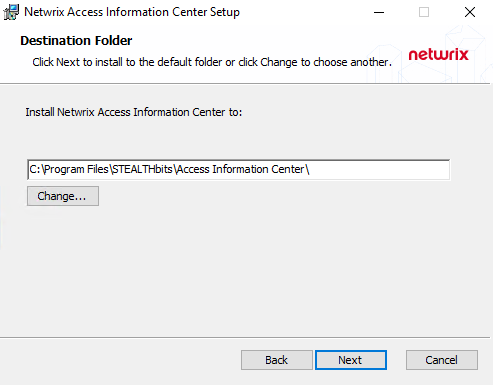 Netwrix Access Information Center Setup
Destination Folder
Click Next to install to the default folder or click Change to choose another.
netwrix
Install Netwrix Access Information Center to:
C:\Program Files\STEALTHbits\Access Information Center\
Change...
Back
Next
Cancel